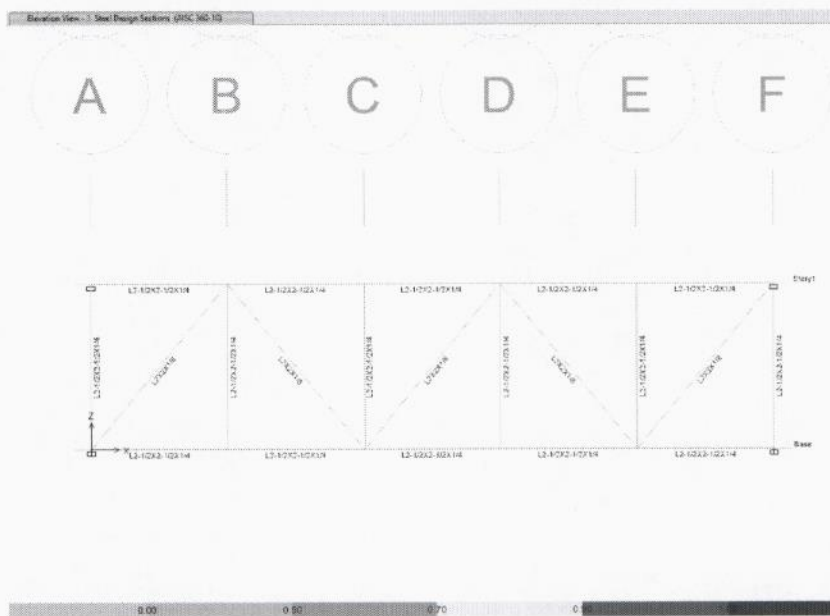 Elevation View - 1 Steel Design Sections (AISC 360-10)
A B C D E F
Story1
L2-1/2X2-1/2X1/4 L2-1/2X2-1/2X1/4 L2-1/2X2-1/2X1/4 L2-1/2X2-1/2X1/4 L2-1/2X2-1/2X1/4
L2-1/2X2-1/2X1/4 L2X2X1/8 L2-1/2X2-1/2X1/4 L2X2X1/8 L2-1/2X2-1/2X1/4 L2X2X1/8 L2-1/2X2-1/2X1/4 L2X2X1/8 L2-1/2X2-1/2X1/4 L2X2X1/8 L2-1/2X2-1/2X1/4
Z
X
Base
L2-1/2X2-1/2X1/4 L2-1/2X2-1/2X1/4 L2-1/2X2-1/2X1/4 L2-1/2X2-1/2X1/4 L2-1/2X2-1/2X1/4
0.00 0.50 0.70